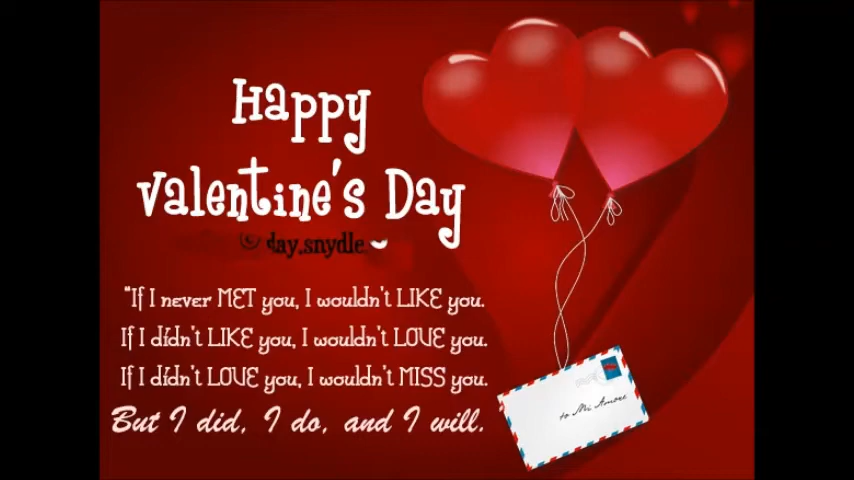 Happy
Valentine's Day
© day.snydle.
"If I never MET you, I wouldn't LIKE you.
If I didn't LIKE you, I wouldn't LOVE you.
If I didn't LOVE you, I wouldn't MISS you.
But I did, I do, and I will.
to Mi Amore